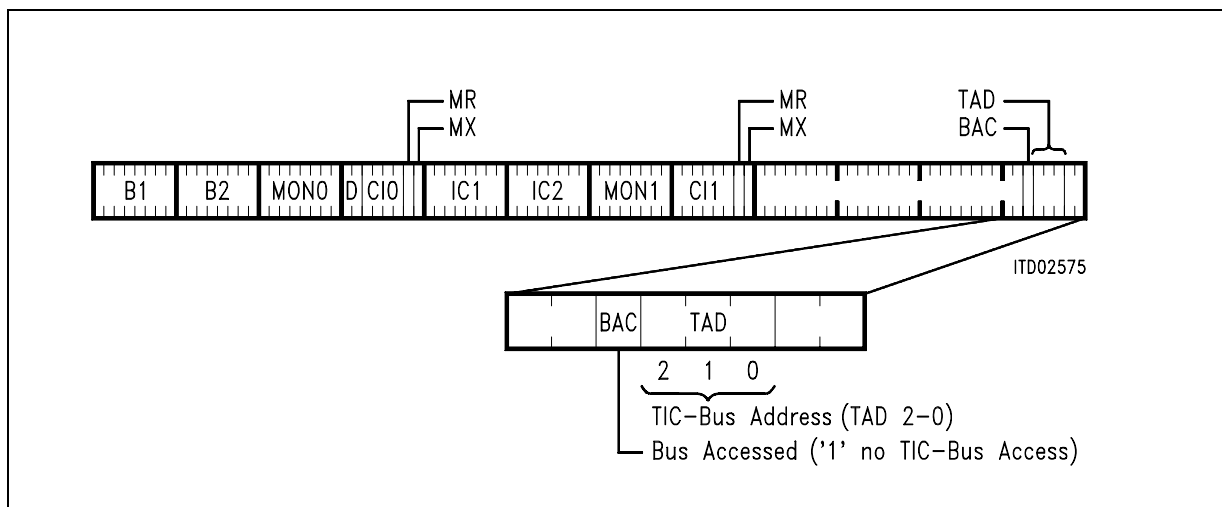 MR MR TAD
MX MX BAC
B1 B2 MON0 D CI0 IC1 IC2 MON1 CI1
ITD02575
BAC TAD
2 1 0
TIC-Bus Address (TAD 2-0)
Bus Accessed ('1' no TIC-Bus Access)